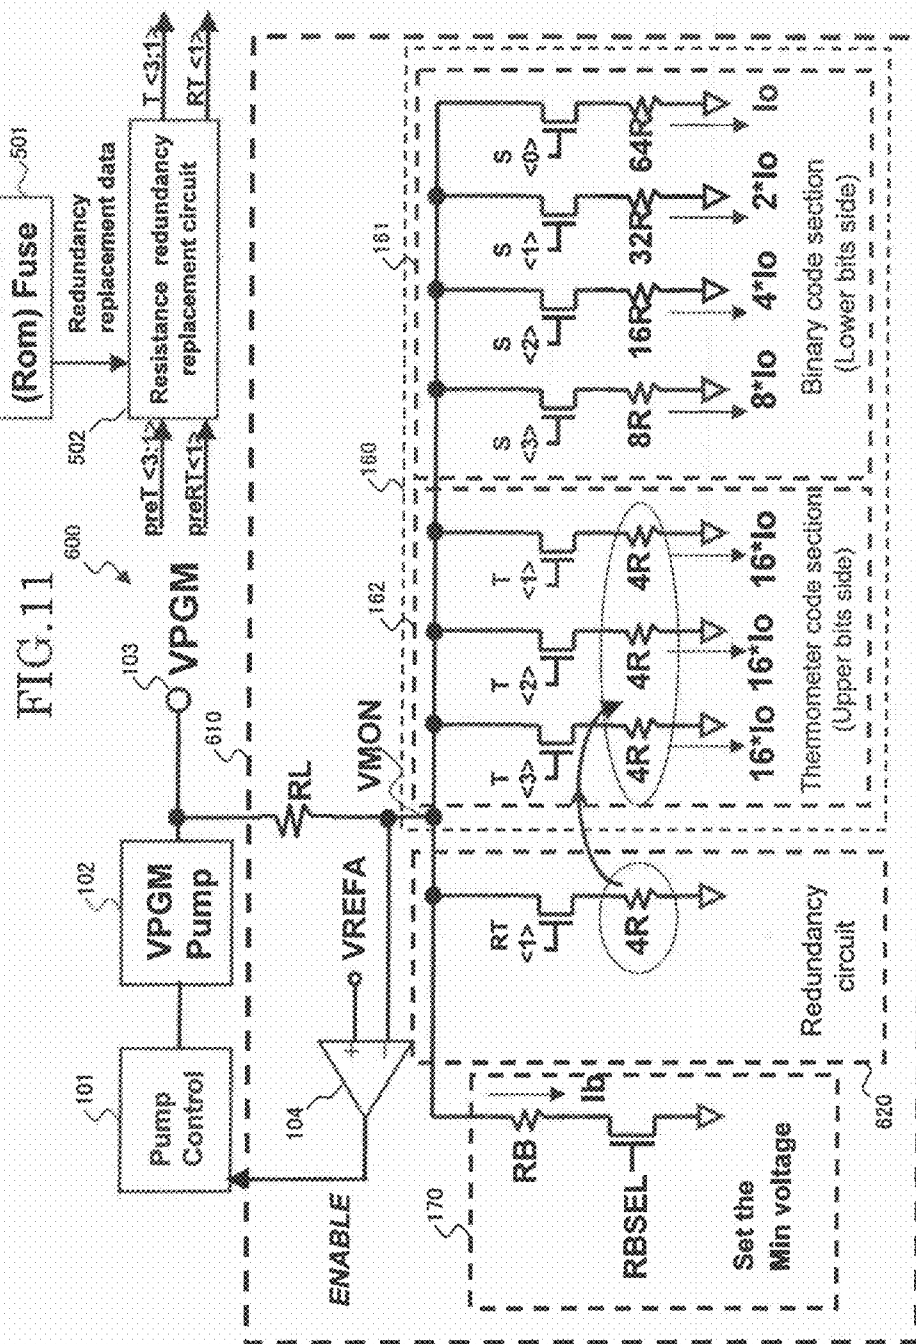 FIG.11
600
101
Pump
Control
102
VPGM
Pump
103
VPGM
(Rom) Fuse
501
Redundancy
replacement data
502
Resistance redundancy
replacement circuit
preT <3:1>
preRT<1>
T <3:1>
RT <1>
610
ENABLE
104
+
-
VREFA
RL
VMON
170
RB
Ib
RBSEL
Set the
Min voltage
620
RT
<1>
4R
Redundancy
circuit
160
162
T
<3>
4R
16*Io
T
<2>
4R
16*Io
T
<1>
4R
16*Io
Thermometer code section
(Upper bits side)
161
S
<3>
8R
8*Io
S
<2>
16R
4*Io
S
<1>
32R
2*Io
S
<0>
64R
Io
Binary code section
(Lower bits side)